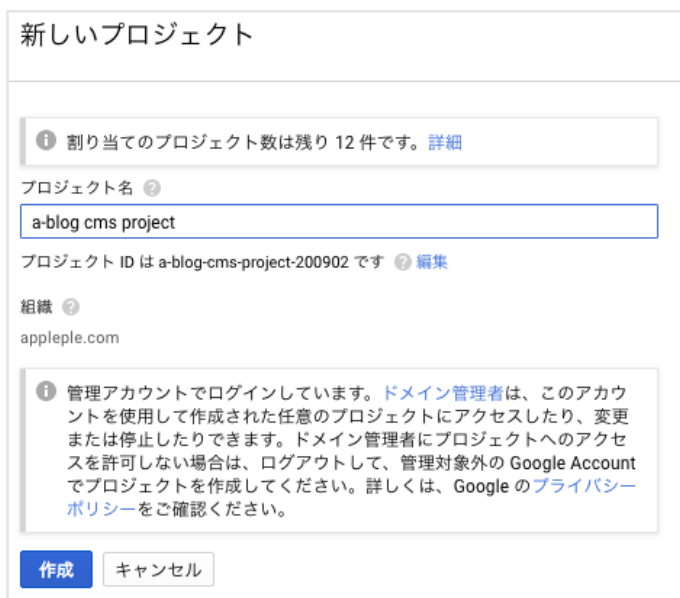 新しいプロジェクト
割り当てのプロジェクト数は残り 12 件です。詳細
プロジェクト名
a-blog cms project
プロジェクト ID は a-blog-cms-project-200902 です 編集
組織
appleple.com
管理アカウントでログインしています。ドメイン管理者は、このアカウ
ントを使用して作成された任意のプロジェクトにアクセスしたり、変更
または停止したりできます。ドメイン管理者にプロジェクトへのアクセ
スを許可しない場合は、ログアウトして、管理対象外の Google Account
でプロジェクトを作成してください。詳しくは、Google のプライバシー
ポリシーをご確認ください。
作成 キャンセル